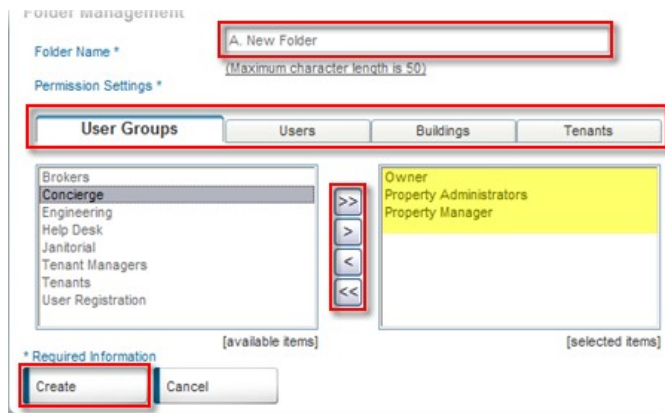 Folder Management
Folder Name *
A. New Folder
(Maximum character length is 50)
Permission Settings *
User Groups
Users
Buildings
Tenants
Brokers
Concierge
Engineering
Help Desk
Janitorial
Tenant Managers
Tenants
User Registration
>>
>
<
<<
Owner
Property Administrators
Property Manager
[available items]
[selected items]
* Required Information
Create
Cancel